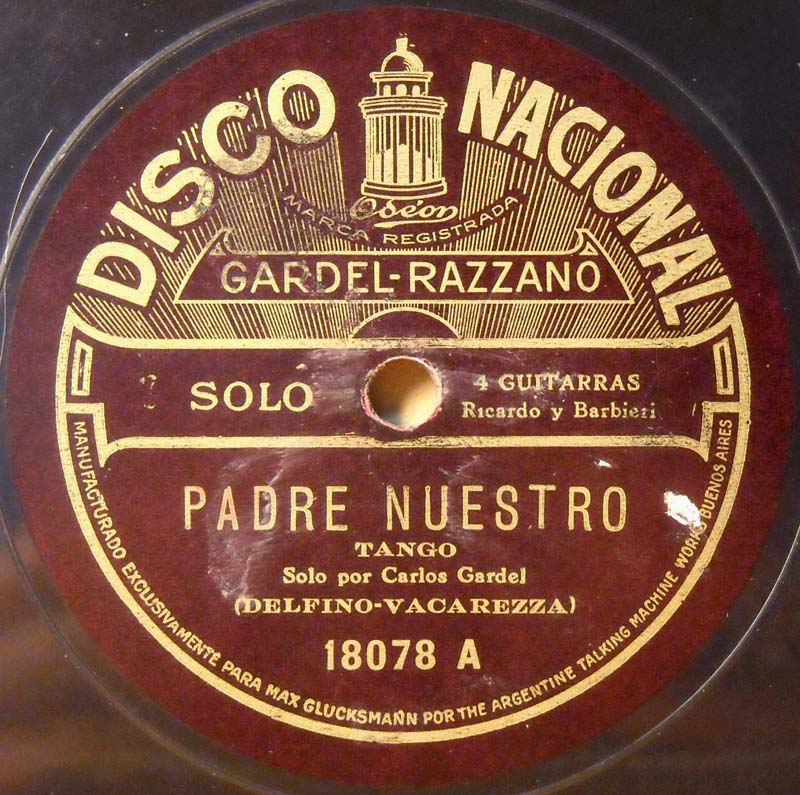 DISCO NACIONAL
Odéon
MARCA REGISTRADA
GARDEL-RAZZANO
SOLO
4 GUITARRAS
Ricardo y Barbieri
PADRE NUESTRO
TANGO
Solo por Carlos Gardel
(DELFINO-VACAREZZA)
18078 A
MANUFACTURADO EXCLUSIVAMENTE PARA MAX GLUCKSMANN POR THE ARGENTINE TALKING MACHINE WORKS BUENOS AIRES